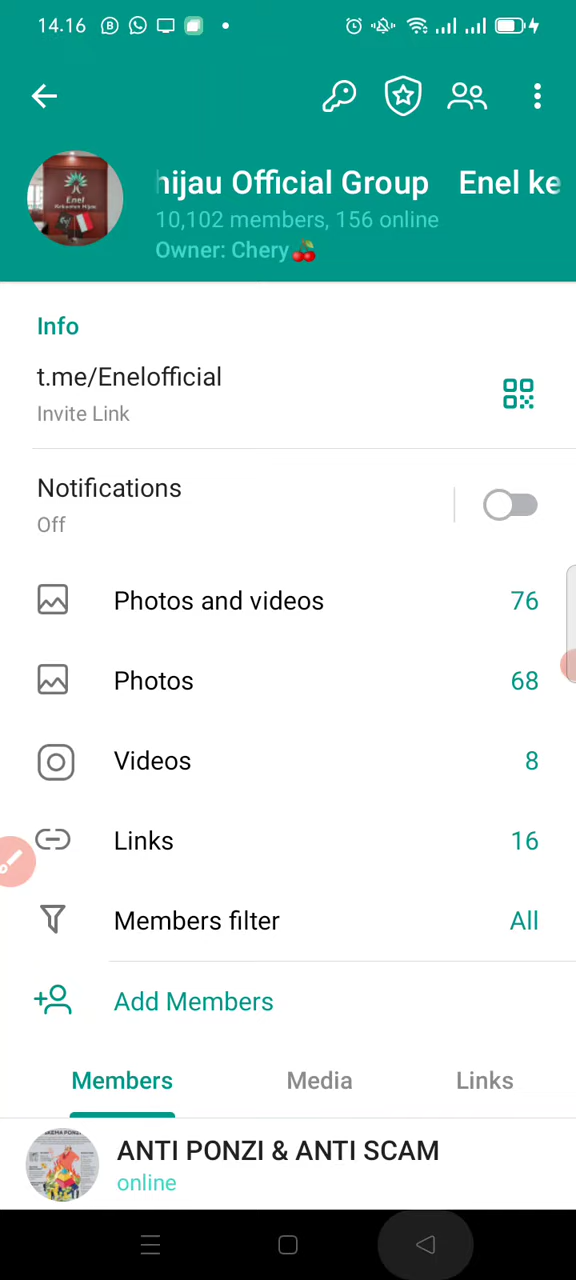 14.16
hijau Official Group Enel ke
10,102 members, 156 online
Owner: Chery🍒
Info
t.me/Enelofficial
Invite Link
Notifications
Off
Photos and videos 76
Photos 68
Videos 8
Links 16
Members filter All
Add Members
Members Media Links
ANTI PONZI & ANTI SCAM
online
Enel